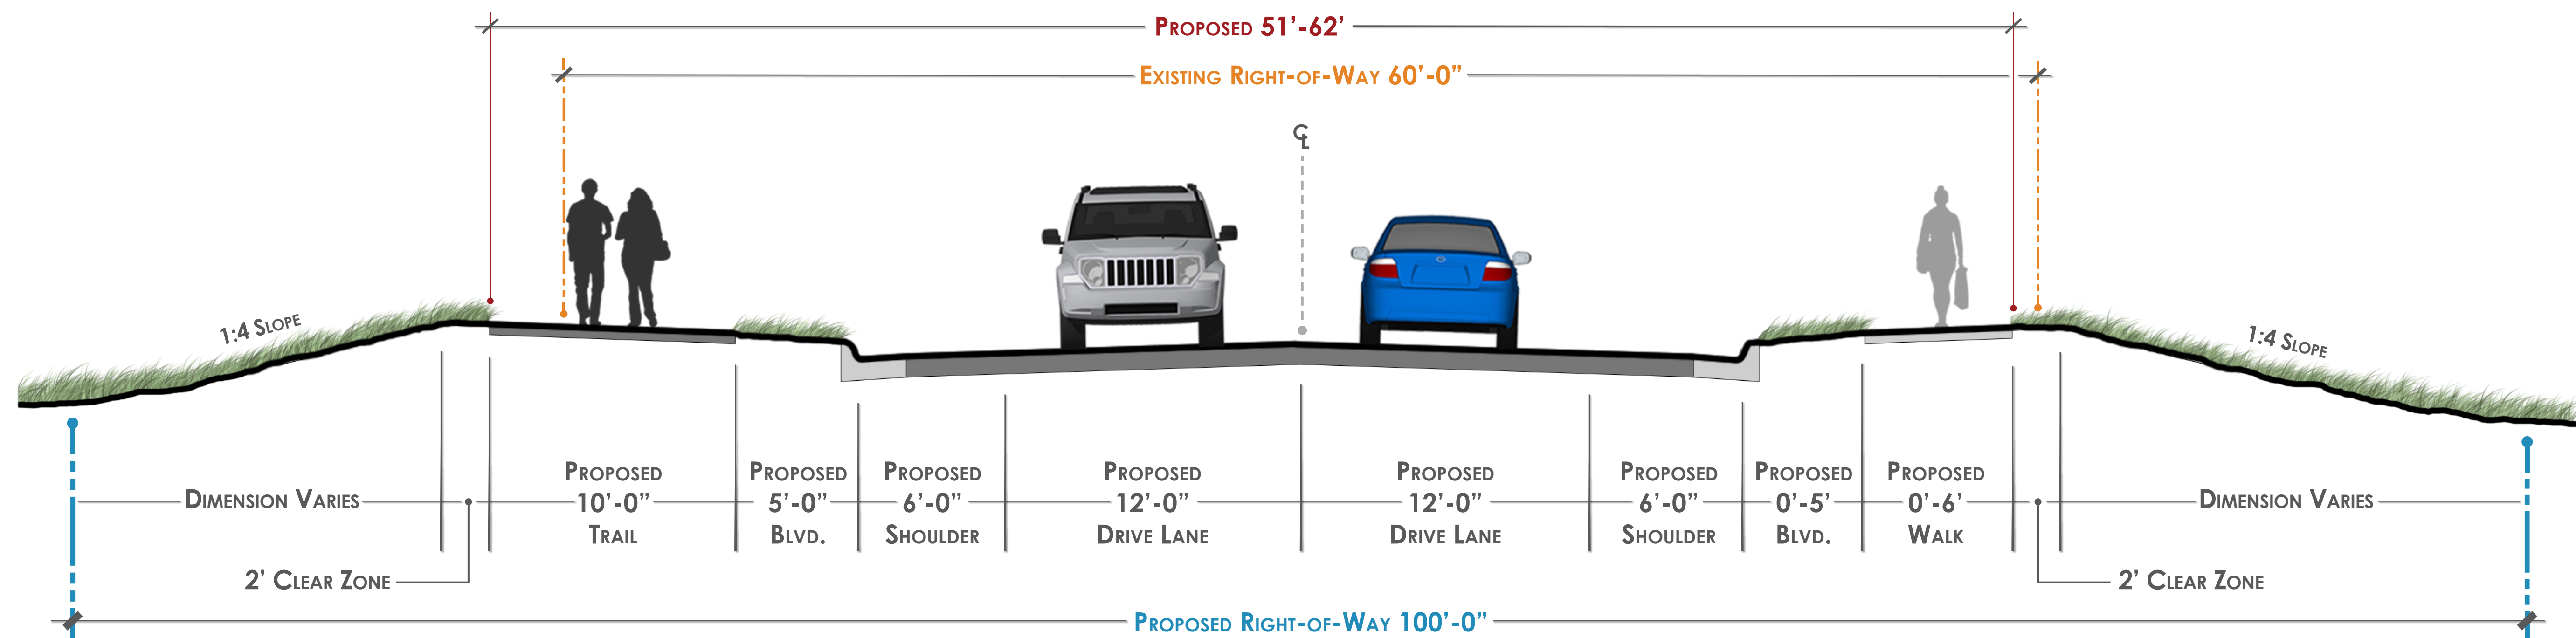 Proposed 51’-62’
Existing Right-of-Way 60’-0”
CL
1:4 Slope
1:4 Slope
Dimension Varies
Proposed
10’-0”
Trail
Proposed
5’-0”
Blvd.
Proposed
6’-0”
Shoulder
Proposed
12’-0”
Drive Lane
Proposed
12’-0”
Drive Lane
Proposed
6’-0”
Shoulder
Proposed
0’-5’
Blvd.
Proposed
0’-6’
Walk
Dimension Varies
2’ Clear Zone
2’ Clear Zone
Proposed Right-of-Way 100’-0”